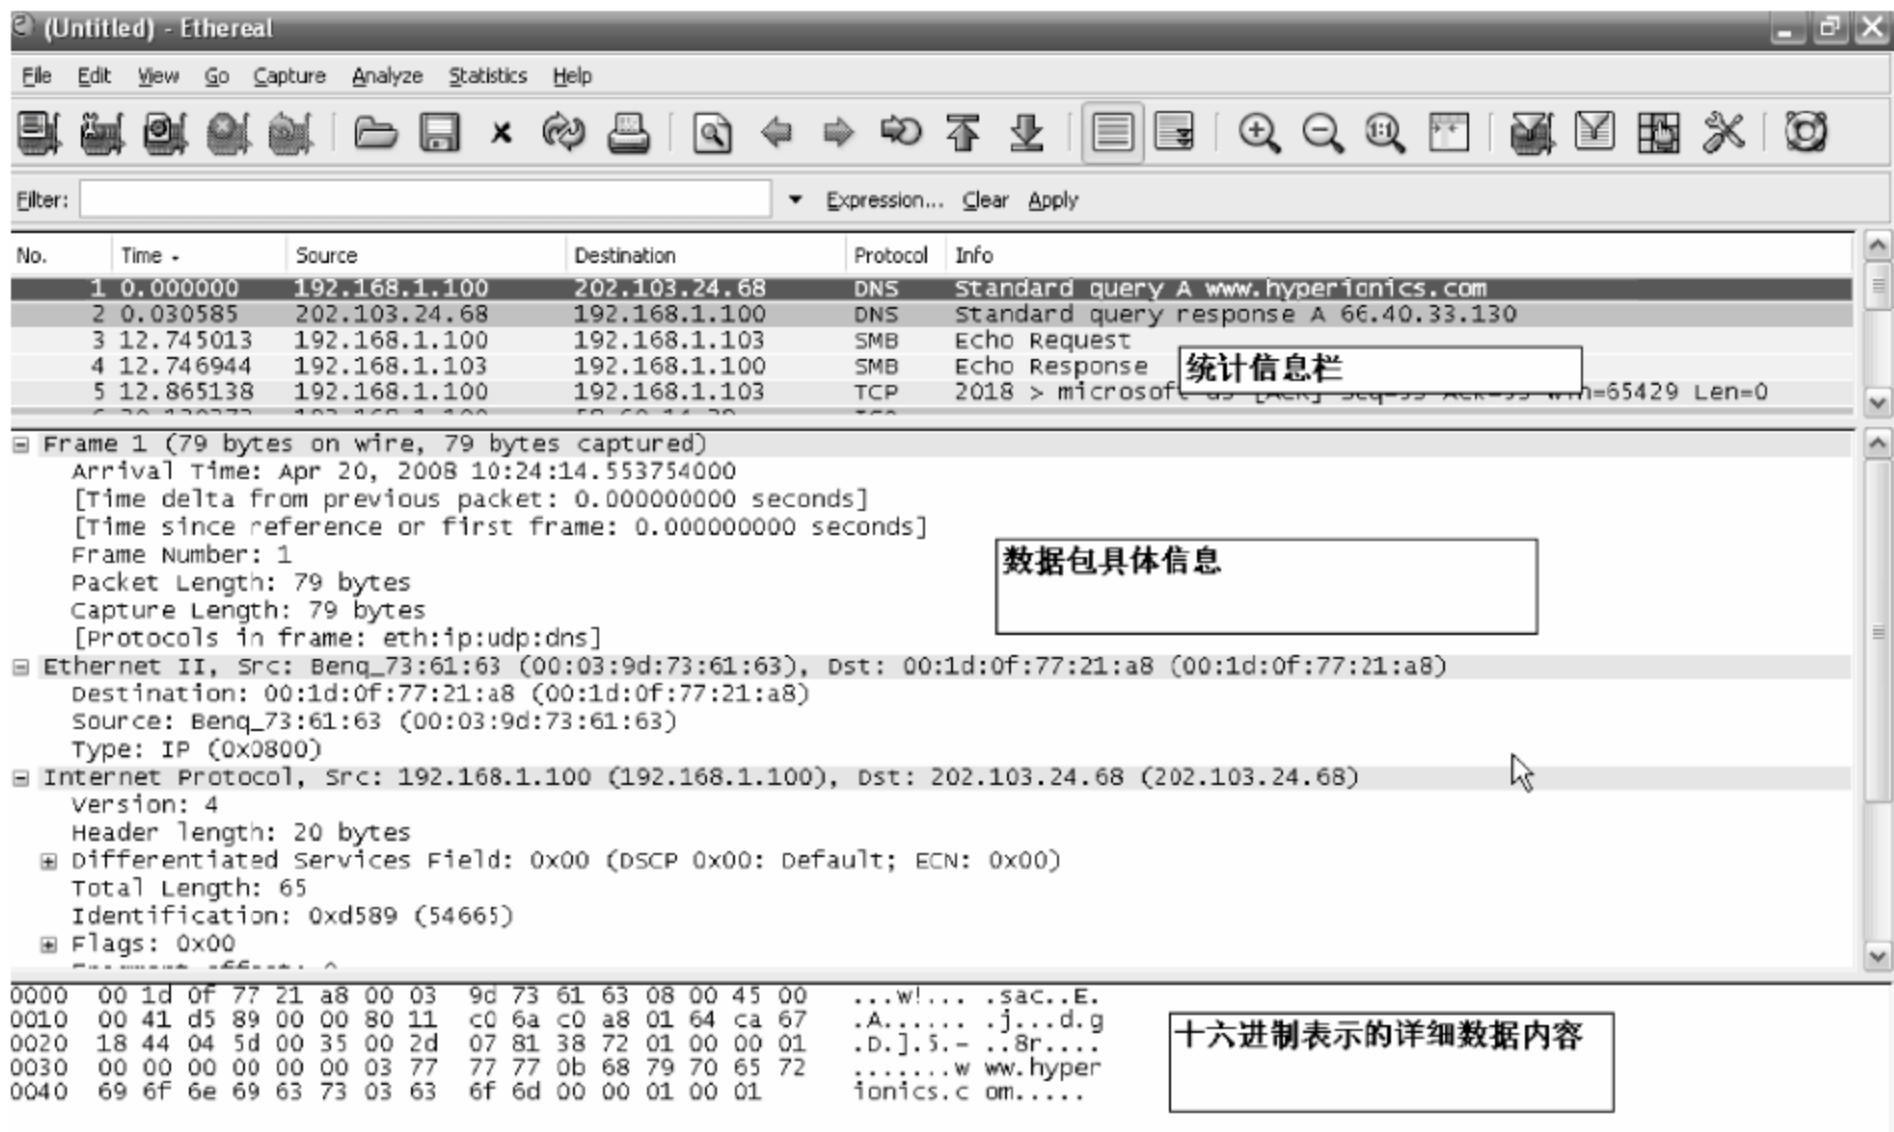 (Untitled) - Ethereal
File Edit View Go Capture Analyze Statistics Help
Filter: Expression... Clear Apply
No. Time Source Destination Protocol Info
1 0.000000 192.168.1.100 202.103.24.68 DNS Standard query A www.hyperionics.com
2 0.030585 202.103.24.68 192.168.1.100 DNS Standard query response A 66.40.33.130
3 12.745013 192.168.1.100 192.168.1.103 SMB Echo Request
4 12.746944 192.168.1.103 192.168.1.100 SMB Echo Response
统计信息栏
5 12.865138 192.168.1.100 192.168.1.103 TCP 2018 > microsoft-ds [ACK] Win=65429 Len=0
Frame 1 (79 bytes on wire, 79 bytes captured)
Arrival Time: Apr 20, 2008 10:24:14.553754000
[Time delta from previous packet: 0.000000000 seconds]
[Time since reference or first frame: 0.000000000 seconds]
Frame Number: 1
数据包具体信息
Packet Length: 79 bytes
Capture Length: 79 bytes
[Protocols in frame: eth:ip:udp:dns]
Ethernet II, Src: Benq_73:61:63 (00:03:9d:73:61:63), Dst: 00:1d:0f:77:21:a8 (00:1d:0f:77:21:a8)
Destination: 00:1d:0f:77:21:a8 (00:1d:0f:77:21:a8)
Source: Benq_73:61:63 (00:03:9d:73:61:63)
Type: IP (0x0800)
Internet Protocol, Src: 192.168.1.100 (192.168.1.100), Dst: 202.103.24.68 (202.103.24.68)
Version: 4
Header length: 20 bytes
Differentiated Services Field: 0x00 (DSCP 0x00: Default; ECN: 0x00)
Total Length: 65
Identification: 0xd589 (54665)
Flags: 0x00
0000 00 1d 0f 77 21 a8 00 03 9d 73 61 63 08 00 45 00 ...w!... .sac..E.
0010 00 41 d5 89 00 00 80 11 c0 6a c0 a8 01 64 ca 67 .A...... .j...d.g
0020 18 44 04 5d 00 35 00 2d 07 81 38 72 01 00 00 01 .D.].5.- ..8r....
十六进制表示的详细数据内容
0030 00 00 00 00 00 00 03 77 77 77 0b 68 79 70 65 72 .......w ww.hyper
0040 69 6f 6e 69 63 73 03 63 6f 6d 00 00 01 00 01 ionics.c om.....